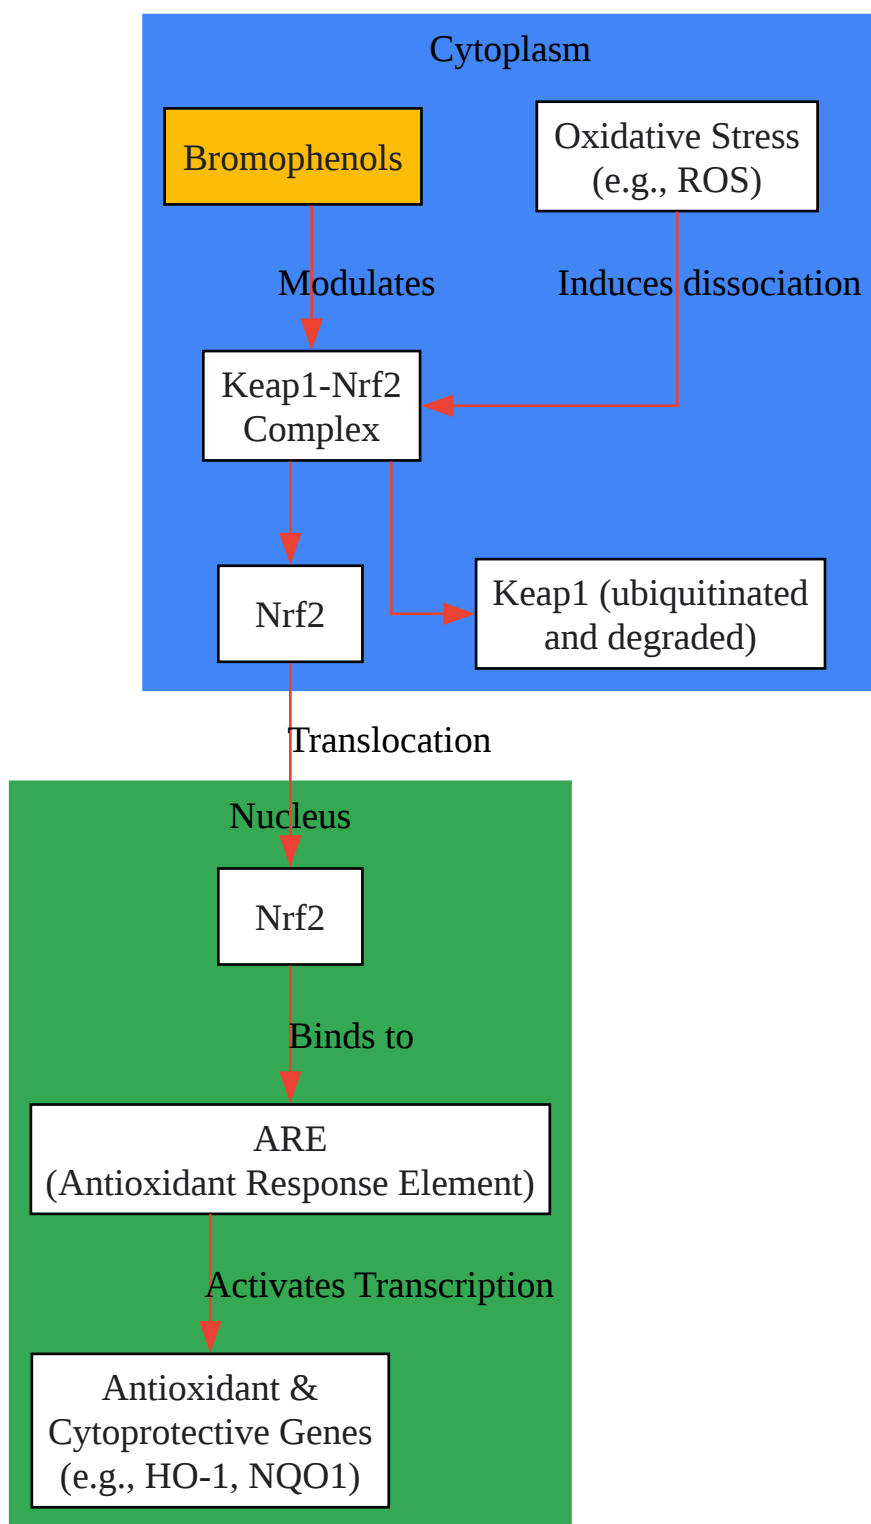 Cytoplasm
Bromophenols
Oxidative Stress
(e.g., ROS)
Modulates
Induces dissociation
Keap1-Nrf2
Complex
Nrf2
Keap1 (ubiquitinated
and degraded)
Translocation
Nucleus
Nrf2
Binds to
ARE
(Antioxidant Response Element)
Activates Transcription
Antioxidant &
Cytoprotective Genes
(e.g., HO-1, NQO1)